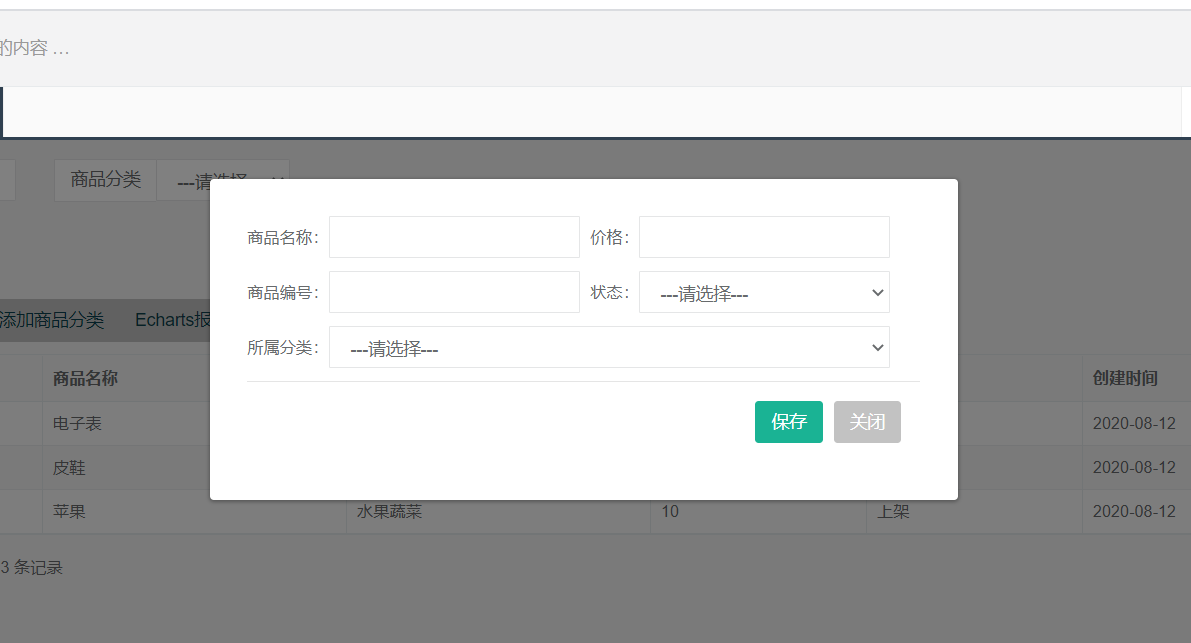 的内容 …
商品分类 ---请选择
商品名称： 价格：
商品编号： 状态： ---请选择---
所属分类： ---请选择---
保存 关闭
添加商品分类 Echarts报
商品名称 创建时间
电子表 2020-08-12
皮鞋 2020-08-12
苹果 水果蔬菜 10 上架 2020-08-12
3 条记录